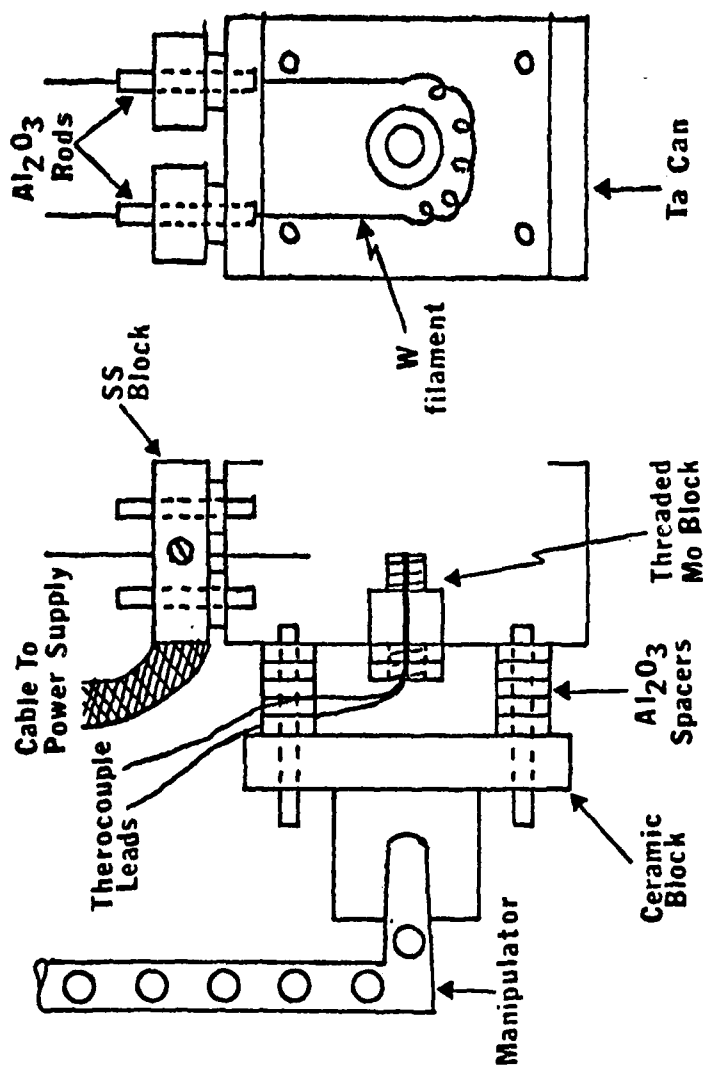 Al2O3
Rods
SS
Block
Cable To
Power Supply
Therocouple
Leads
W
filament
Ta Can
Threaded
Mo Block
Al2O3
Spacers
Ceramic
Block
Manipulator